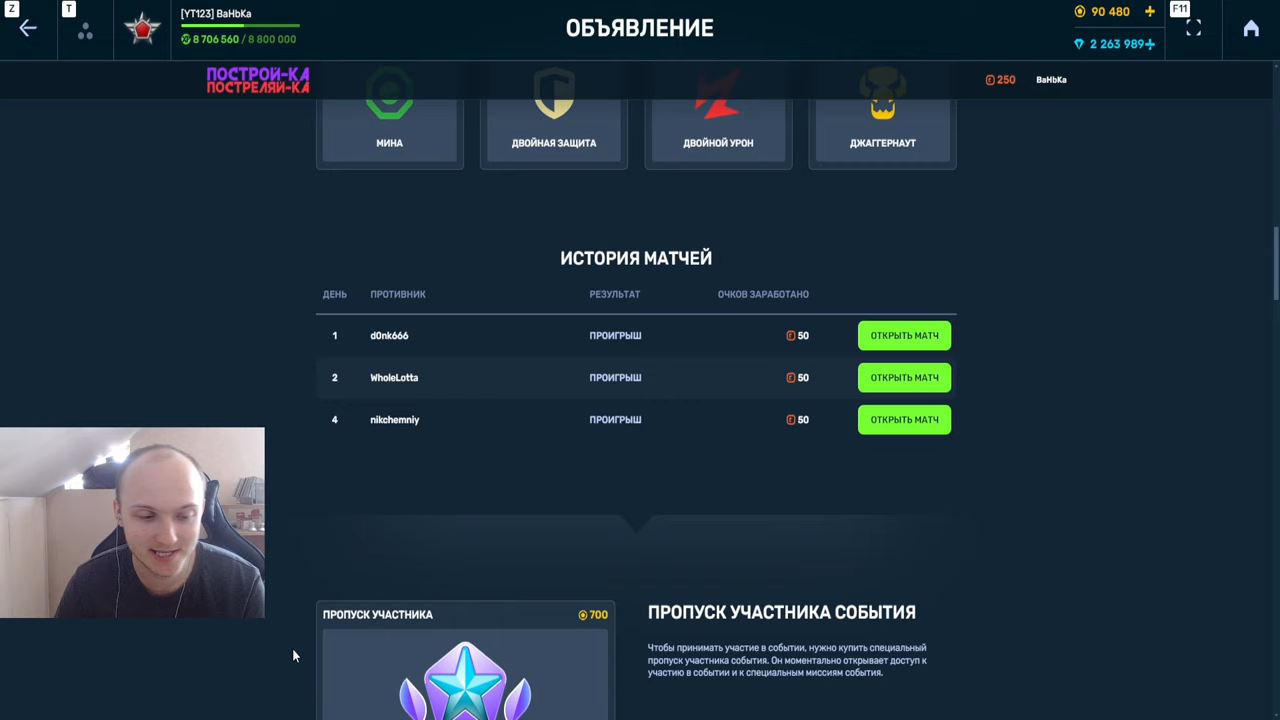 Z
T
[YT123] BaHbKa
8 706 560 / 8 800 000
ОБЪЯВЛЕНИЕ
90 480
2 263 989
F11
ПОСТРОЙ-КА
ПОСТРЕЛЯЙ-КА
250
BaHbKa
МИНА
ДВОЙНАЯ ЗАЩИТА
ДВОЙНОЙ УРОН
ДЖАГГЕРНАУТ
ИСТОРИЯ МАТЧЕЙ
ДЕНЬ ПРОТИВНИК РЕЗУЛЬТАТ ОЧКОВ ЗАРАБОТАНО
1 d0nk666 ПРОИГРЫШ 50 ОТКРЫТЬ МАТЧ
2 WholeLotta ПРОИГРЫШ 50 ОТКРЫТЬ МАТЧ
4 nikchemniy ПРОИГРЫШ 50 ОТКРЫТЬ МАТЧ
ПРОПУСК УЧАСТНИКА 700
ПРОПУСК УЧАСТНИКА СОБЫТИЯ
Чтобы принимать участие в событии, нужно купить специальный
пропуск участника события. Он моментально открывает доступ к
участию в событии и к специальным миссиям события.